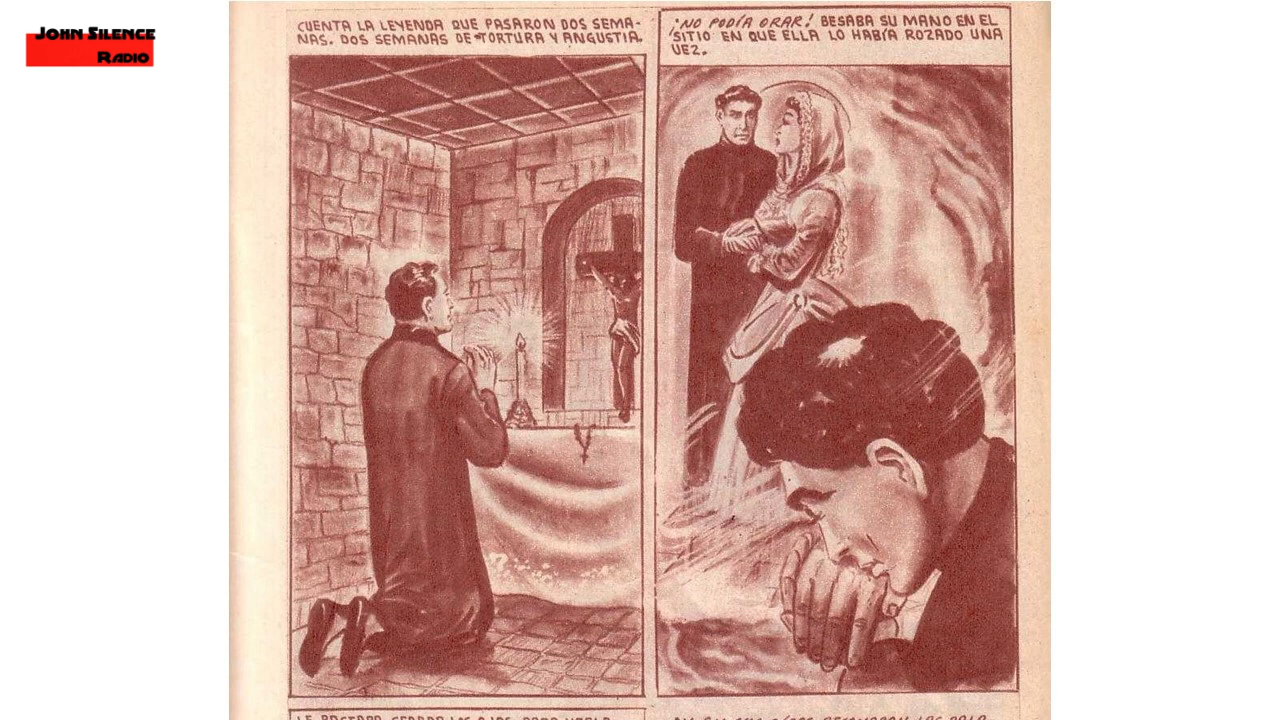 JOHN SILENCE
RADIO
CUENTA LA LEYENDA QUE PASARON DOS SEMA-
NAS. DOS SEMANAS DE TORTURA Y ANGUSTIA.
¡NO PODÍA ORAR! BESABA SU MANO EN EL
SITIO EN QUE ELLA LO HABÍA ROZADO UNA
VEZ.